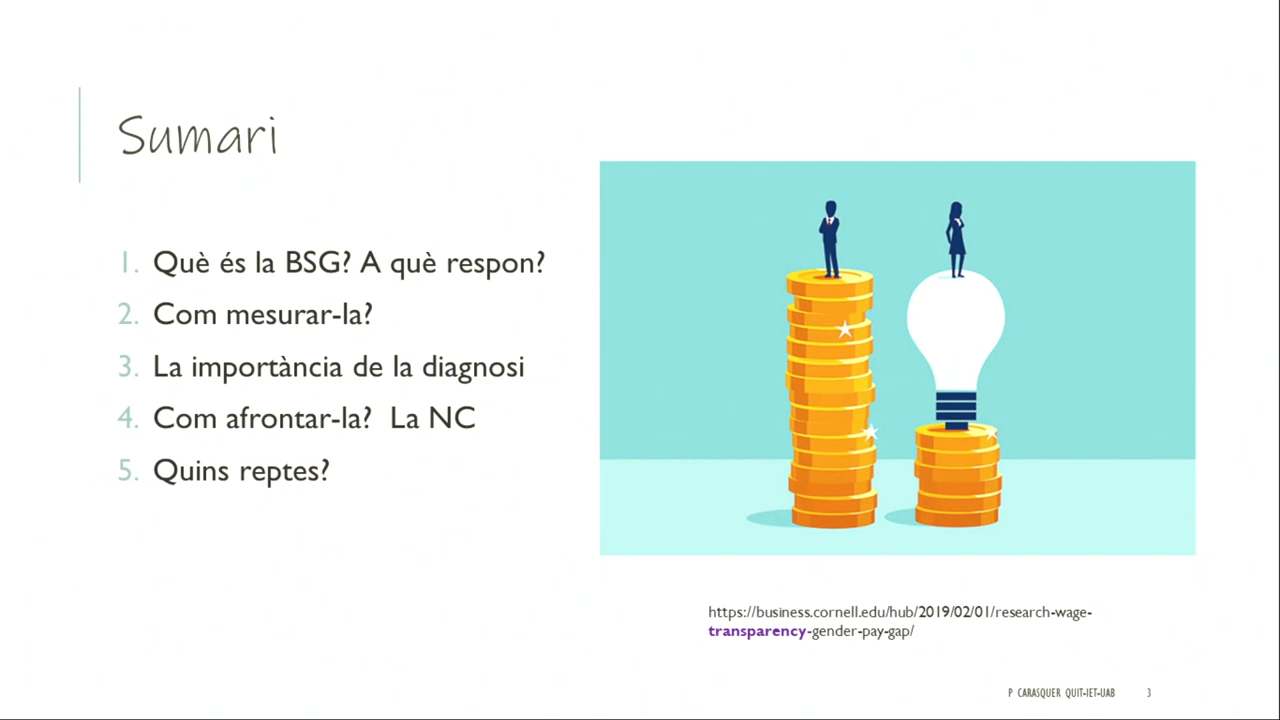 Sumari
1. Què és la BSG? A què respon?
2. Com mesurar-la?
3. La importància de la diagnosi
4. Com afrontar-la?  La NC
5. Quins reptes?
https://business.cornell.edu/hub/2019/02/01/research-wage-
transparency-gender-pay-gap/
P CARASQUER QUIT-IET-UAB 3